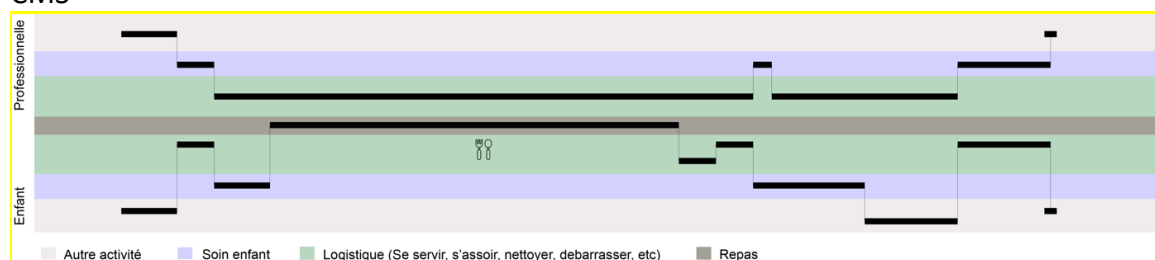 Professionnelle
Enfant
Autre activité
Soin enfant
Logistique (Se servir, s'assoir, nettoyer, debarrasser, etc)
Repas